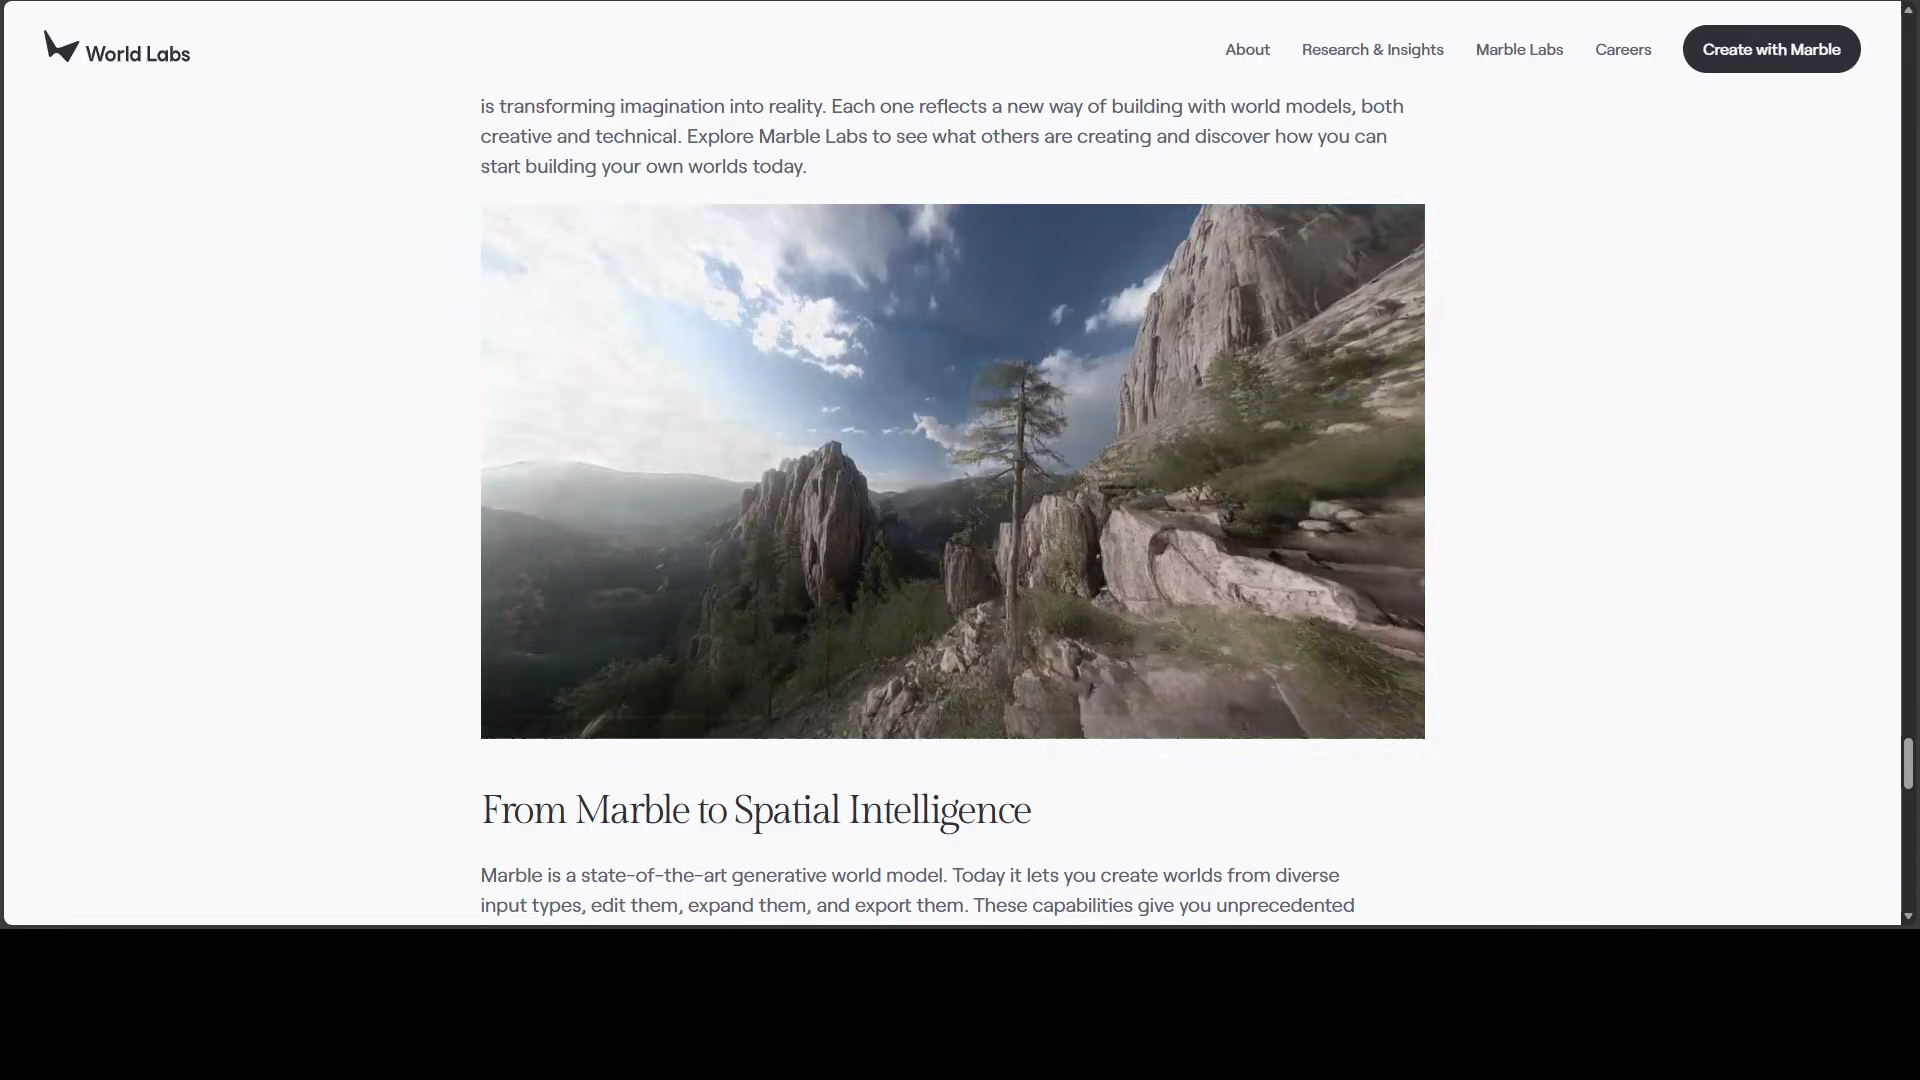 World Labs
About
Research & Insights
Marble Labs
Careers
Create with Marble
is transforming imagination into reality. Each one reflects a new way of building with world models, both
creative and technical. Explore Marble Labs to see what others are creating and discover how you can
start building your own worlds today.
From Marble to Spatial Intelligence
Marble is a state-of-the-art generative world model. Today it lets you create worlds from diverse
input types, edit them, expand them, and export them. These capabilities give you unprecedented